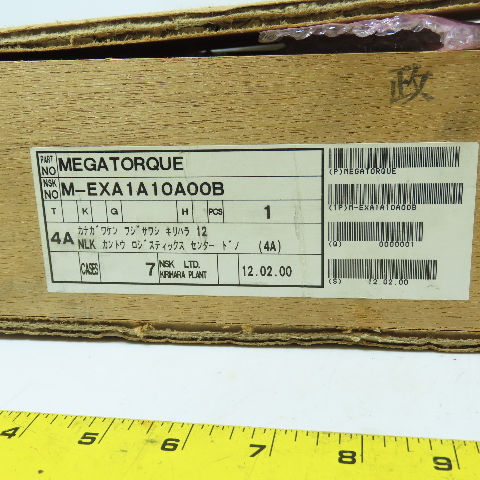 政
PART NO MEGATORQUE
NSK NO M-EXA1A10A00B
T K G H PCS 1
4A カナガワケン フジサワシ キリハラ 12
NLK カントウ ロジスティックス センター ドノ (4A)
CASES 7 NSK LTD. KIRIHARA PLANT 12.02.00
(P)MEGATORQUE
(1P)M-EXA1A10A00B
(Q) 0000001
(S) 12.02.00
4 5 6 7 8 9